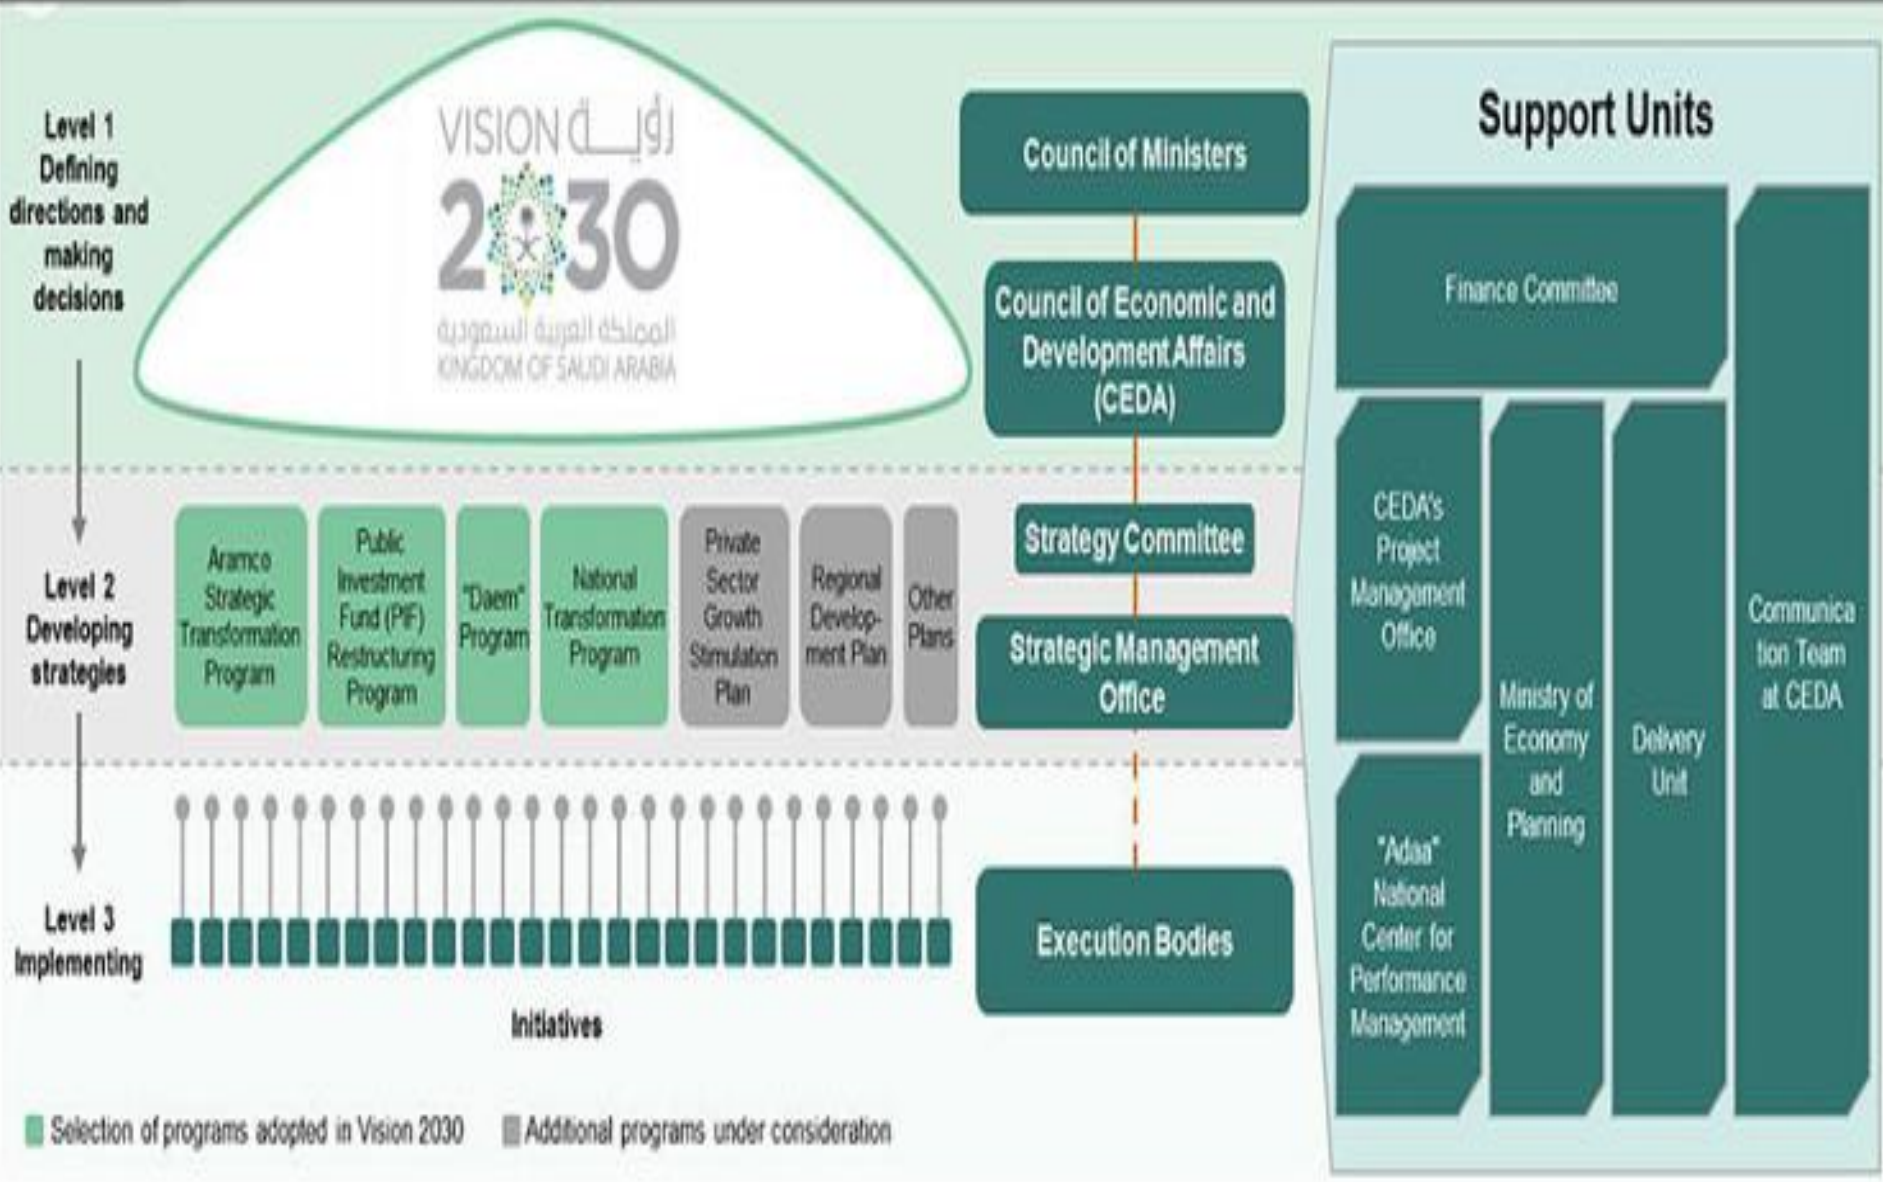 Level 1
Defining
directions and
making
decisions
VISION رؤيــــة
2030
المملكة العربية السعودية
KINGDOM OF SAUDI ARABIA
Council of Ministers
Council of Economic and
Development Affairs
(CEDA)
Level 2
Developing
strategies
Aramco
Strategic
Transformation
Program
Public
Investment
Fund (PIF)
Restructuring
Program
"Daem"
Program
National
Transformation
Program
Private
Sector
Growth
Stimulation
Plan
Regional
Develop-
ment Plan
Other
Plans
Strategy Committee
Strategic Management
Office
Level 3
Implementing
Initiatives
Execution Bodies
Selection of programs adopted in Vision 2030
Additional programs under consideration
Support Units
Finance Committee
CEDA's
Project
Management
Office
"Adaa"
National
Center for
Performance
Management
Ministry of
Economy
and
Planning
Delivery
Unit
Communica
tion Team
at CEDA